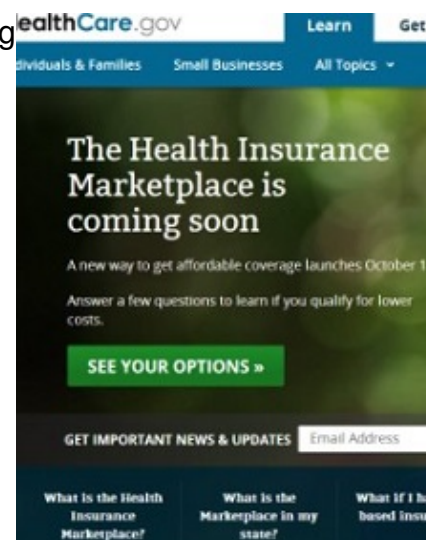 g
ealthCare.gov
Learn
Get
dividuals & Families
Small Businesses
All Topics
The Health Insurance
Marketplace is
coming soon
A new way to get affordable coverage launches October 1
Answer a few questions to learn if you qualify for lower
costs.
SEE YOUR OPTIONS »
GET IMPORTANT NEWS & UPDATES
Email Address
What is the Health
Insurance
Marketplace?
What is the
Marketplace in my
state?
What if I h
based insu